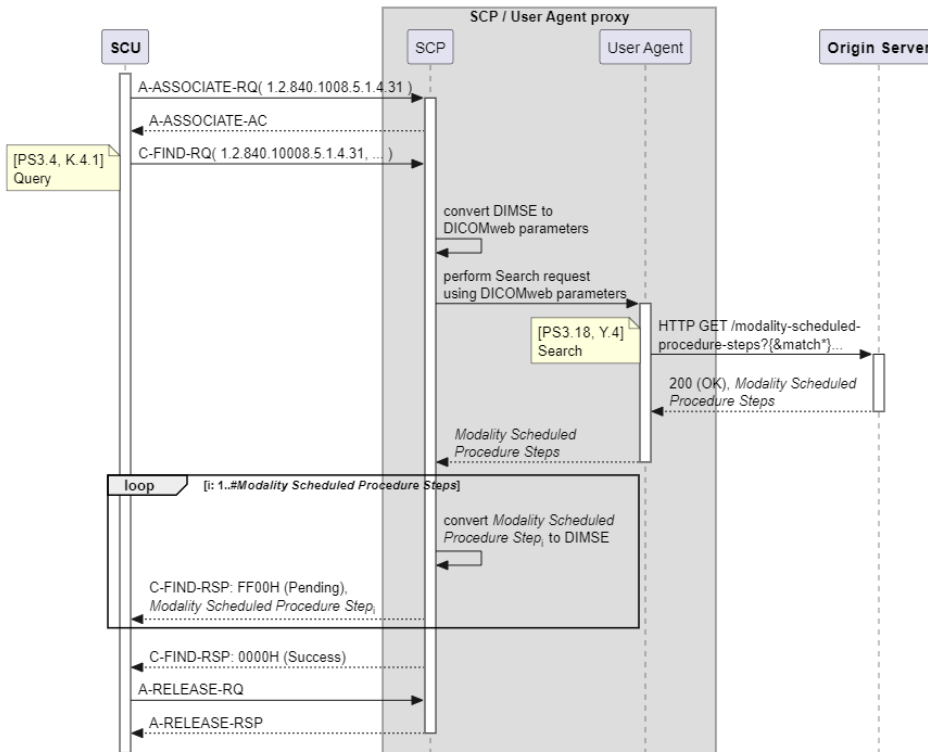 SCP / User Agent proxy
SCU
SCP
User Agent
Origin Server
A-ASSOCIATE-RQ( 1.2.840.1008.5.1.4.31 )
A-ASSOCIATE-AC
[PS3.4, K.4.1]
Query
C-FIND-RQ( 1.2.840.10008.5.1.4.31, ... )
convert DIMSE to
DICOMweb parameters
perform Search request
using DICOMweb parameters
[PS3.18, Y.4]
Search
HTTP GET /modality-scheduled-
procedure-steps?{&match*}...
200 (OK), Modality Scheduled
Procedure Steps
Modality Scheduled
Procedure Steps
loop
[i: 1..#Modality Scheduled Procedure Steps]
convert Modality Scheduled
Procedure Stepi to DIMSE
C-FIND-RSP: FF00H (Pending),
Modality Scheduled Procedure Stepi
C-FIND-RSP: 0000H (Success)
A-RELEASE-RQ
A-RELEASE-RSP